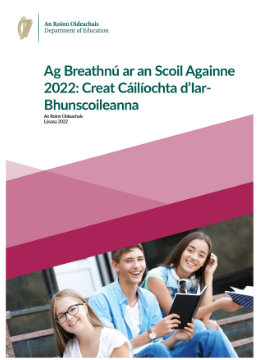 An Roinn Oideachais
Department of Education
Ag Breathnú ar an Scoil Againne
2022: Creat Cáilíochta d'Iar-
Bhunscoileanna
An Roinn Oideachais
Lúnasa 2022